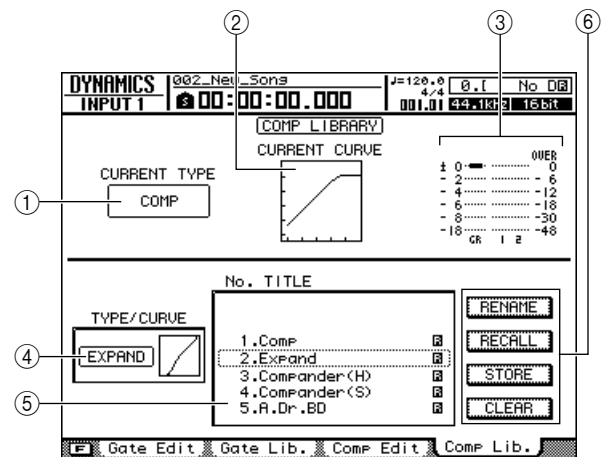 ② ③ ⑥
DYNAMICS 002_New_Song ♩=120.0 0.[ No D🅁
INPUT 1 S 00:00:00.000 4/4 001.01 44.1kHz 16bit
COMP LIBRARY
CURRENT TYPE CURRENT CURVE
① COMP
OVER
± 0 0
- 2 - 6
- 4 -12
- 6 -18
- 8 -30
-18 -48
GR 1 2
No. TITLE
TYPE/CURVE
④ EXPAND
⑤
1.Comp R
2.Expand R
3.Compander(H) R
4.Compander(S) R
5.A.Dr.BD R
RENAME
RECALL
STORE
CLEAR
F Gate Edit Gate Lib. Comp Edit Comp Lib.